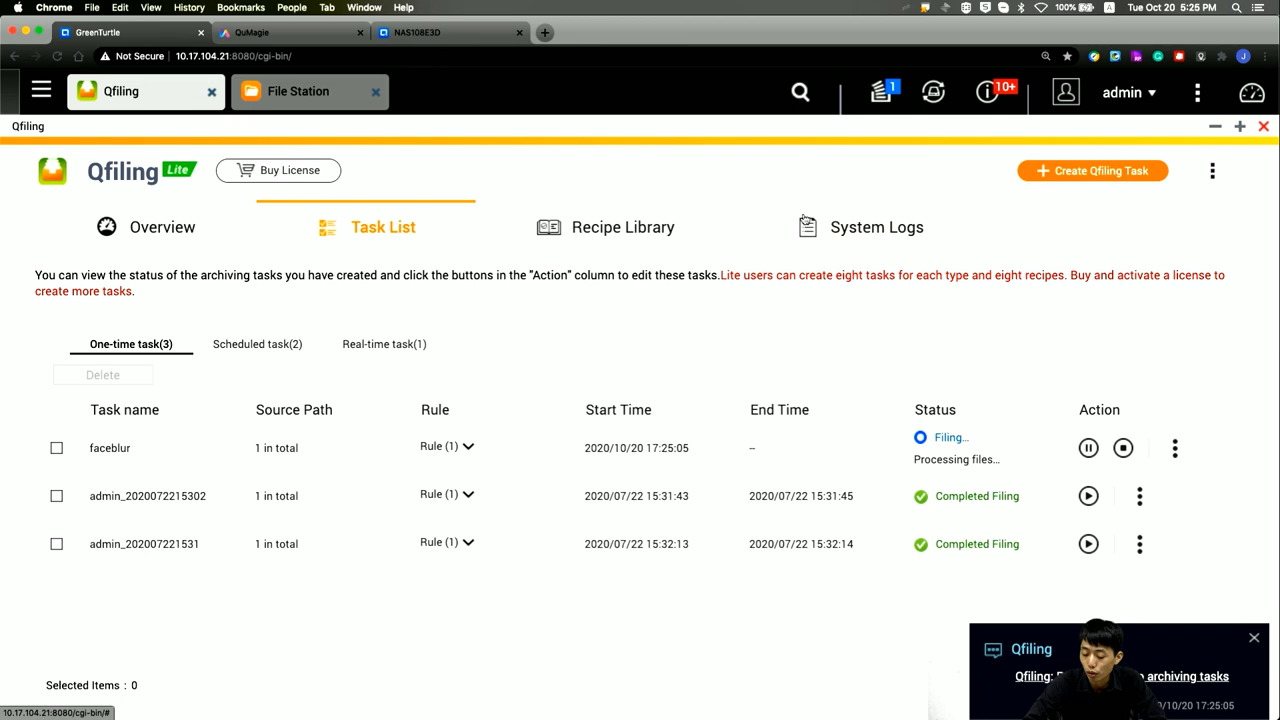 Chrome File Edit View History Bookmarks People Tab Window Help
100% Tue Oct 20 5:25 PM
GreenTurtle QuMagie NAS108E3D
Not Secure 10.17.104.21:8080/cgi-bin/
Qfiling File Station 1 10+ admin
Qfiling
Qfiling Lite Buy License + Create Qfiling Task
Overview Task List Recipe Library System Logs
You can view the status of the archiving tasks you have created and click the buttons in the "Action" column to edit these tasks.Lite users can create eight tasks for each type and eight recipes. Buy and activate a license to
create more tasks.
One-time task(3) Scheduled task(2) Real-time task(1)
Delete
Task name Source Path Rule Start Time End Time Status Action
faceblur 1 in total Rule (1) 2020/10/20 17:25:05 -- Filing...
Processing files...
admin_2020072215302 1 in total Rule (1) 2020/07/22 15:31:43 2020/07/22 15:31:45 Completed Filing
admin_202007221531 1 in total Rule (1) 2020/07/22 15:32:13 2020/07/22 15:32:14 Completed Filing
Qfiling
Qfiling: archiving tasks
Selected Items : 0
/10/20 17:25:05
10.17.104.21:8080/cgi-bin/#